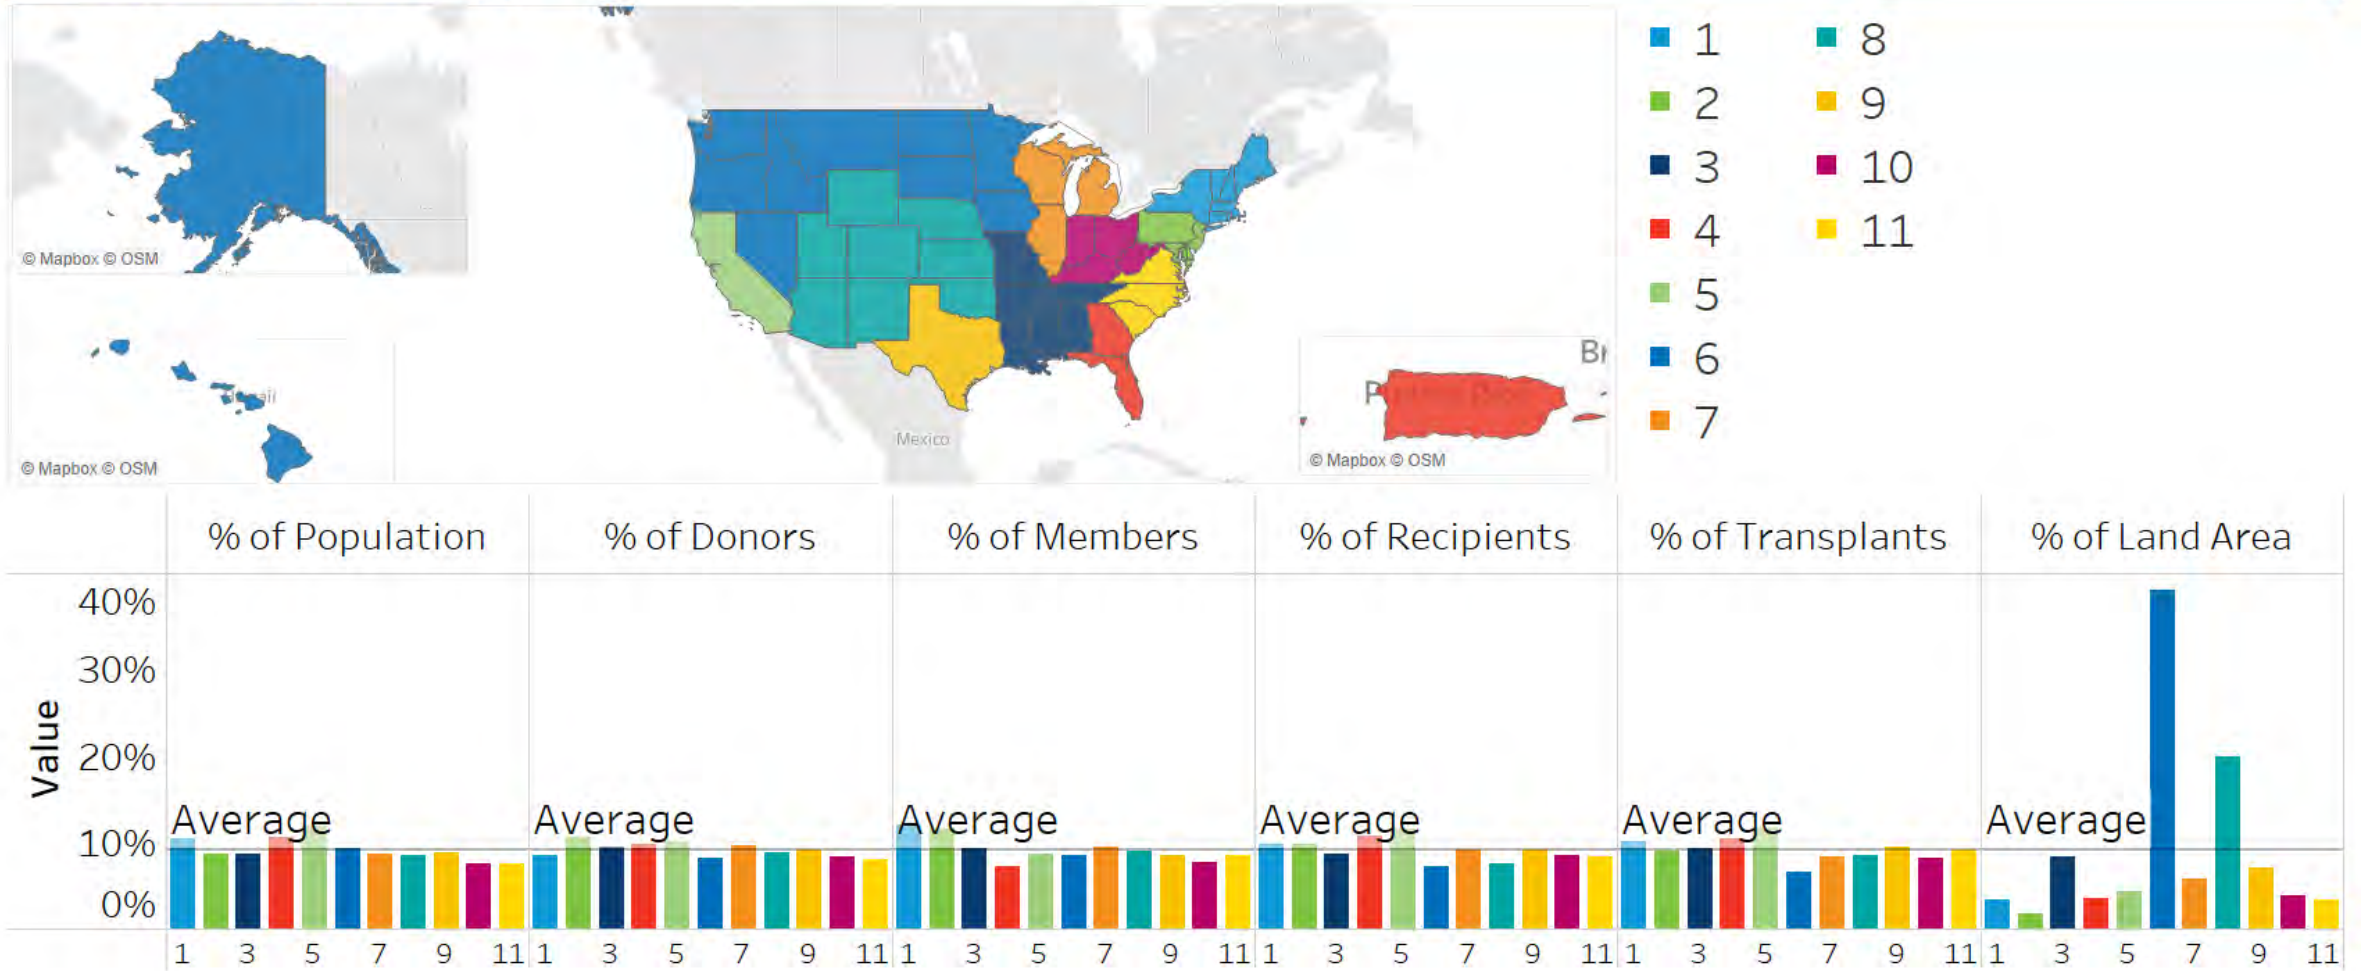 © Mapbox © OSM
© Mapbox © OSM
Mexico
© Mapbox © OSM
1
2
3
4
5
6
7
8
9
10
11
% of Population
% of Donors
% of Members
% of Recipients
% of Transplants
% of Land Area
Value
40%
30%
20%
10%
0%
Average
Average
Average
Average
Average
Average
1 3 5 7 9 11
1 3 5 7 9 11
1 3 5 7 9 11
1 3 5 7 9 11
1 3 5 7 9 11
1 3 5 7 9 11